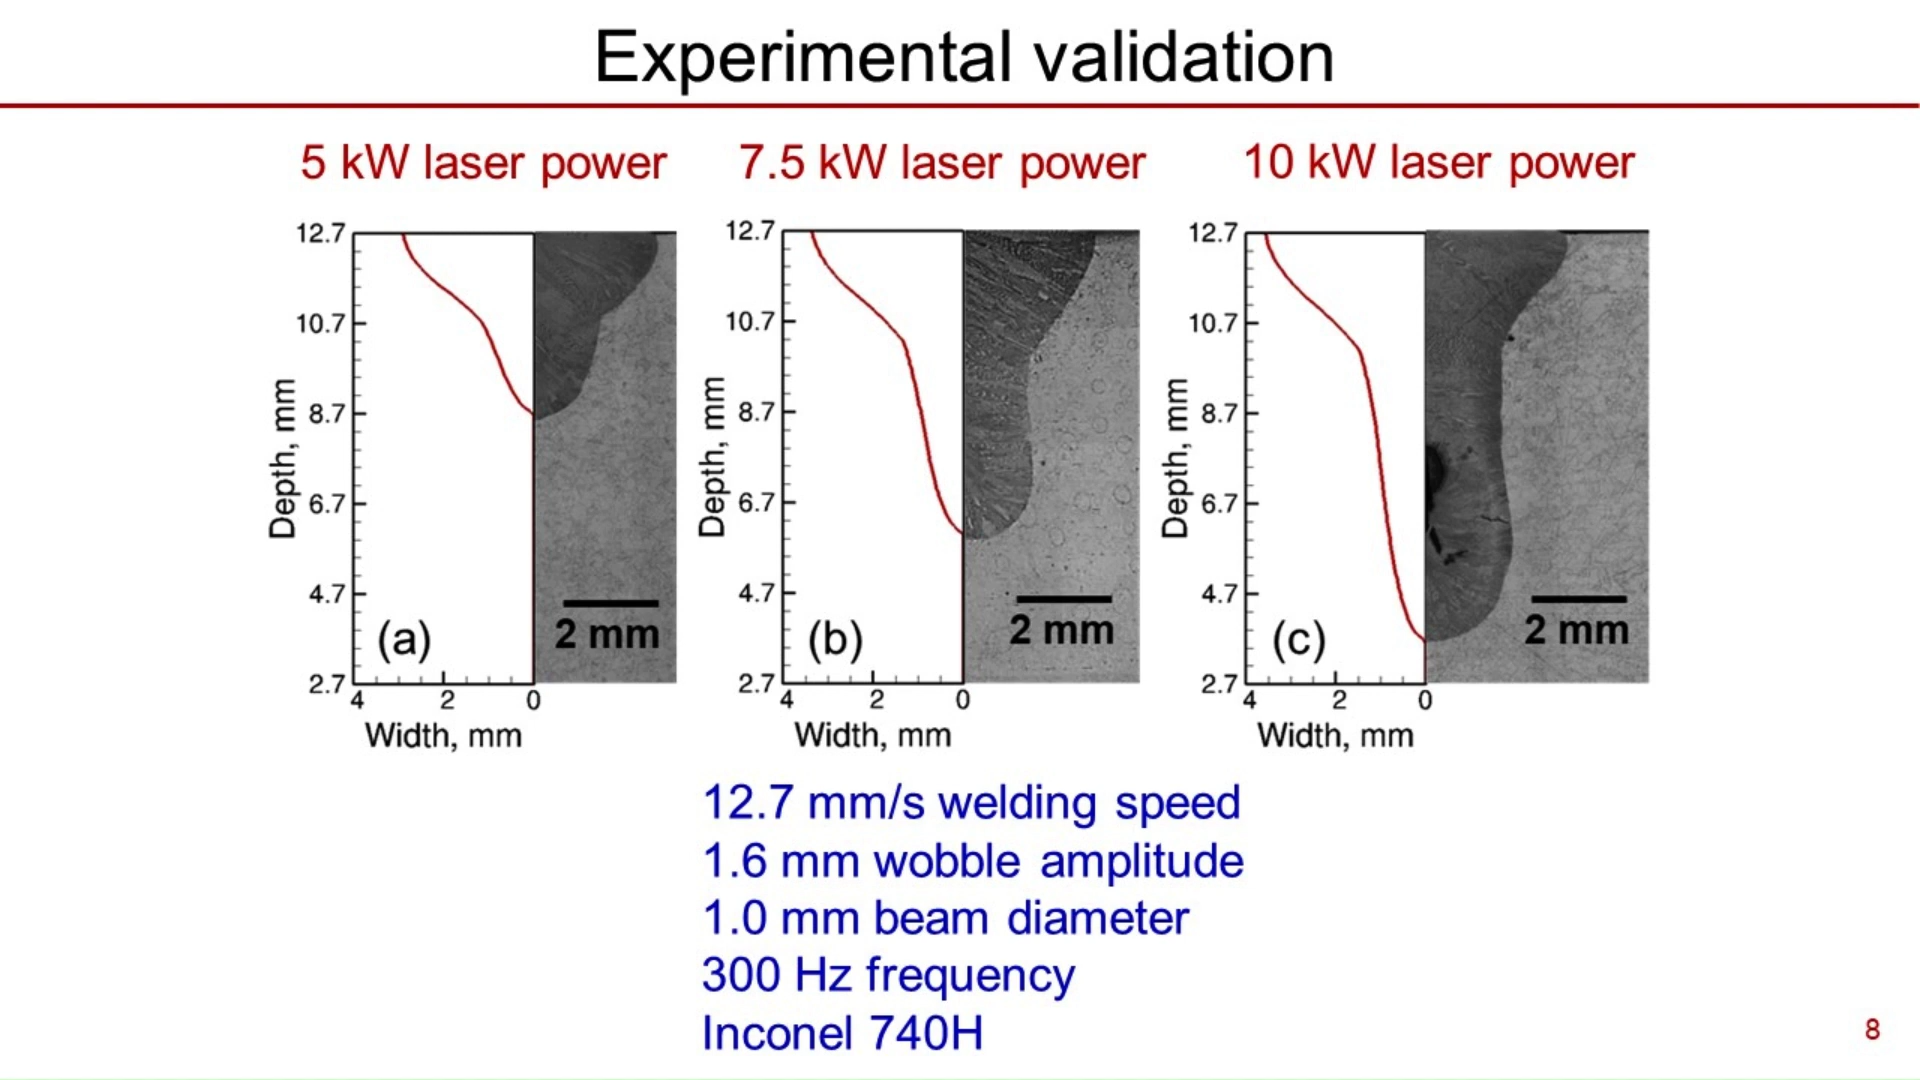 Experimental validation
5 kW laser power
7.5 kW laser power
10 kW laser power
12.7
10.7
8.7
6.7
4.7
2.7
Depth, mm
(a)
2 mm
4 2 0
Width, mm
12.7
10.7
8.7
6.7
4.7
2.7
Depth, mm
(b)
2 mm
4 2 0
Width, mm
12.7
10.7
8.7
6.7
4.7
2.7
Depth, mm
(c)
2 mm
4 2 0
Width, mm
12.7 mm/s welding speed
1.6 mm wobble amplitude
1.0 mm beam diameter
300 Hz frequency
Inconel 740H
8